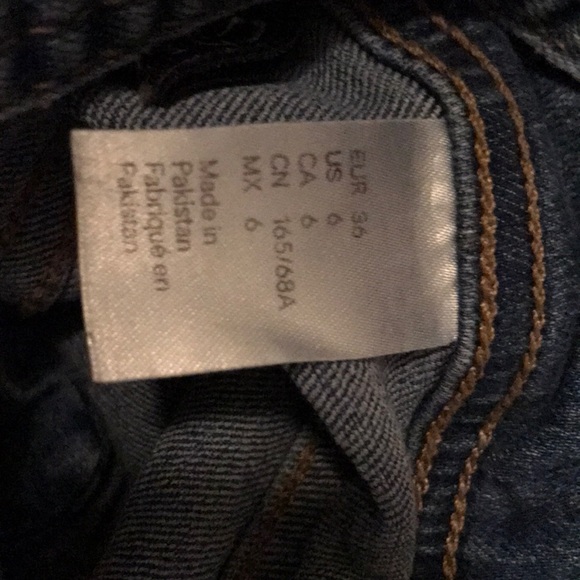 EUR 36
US 6
CA 6
CN 165/68A
MX 6
Made in
Pakistan
Fabriqué en
Pakistan